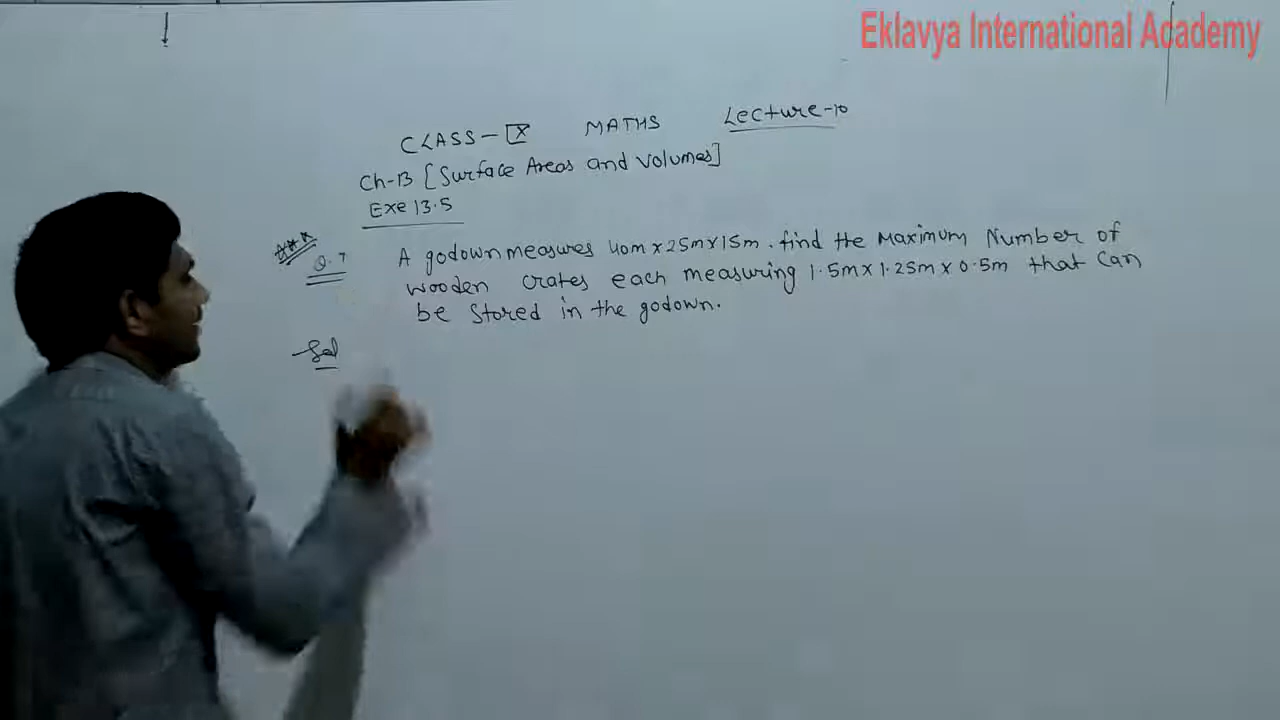 Eklavya International Academy
CLASS - IX MATHS Lecture-10
Ch-13 [Surface Areas and Volumes]
Exe 13.5
Q.7 A godown measures 40m x 25m x 15m. find the Maximum Number of
wooden crates each measuring 1.5m x 1.25m x 0.5m that can
be stored in the godown.
Sol